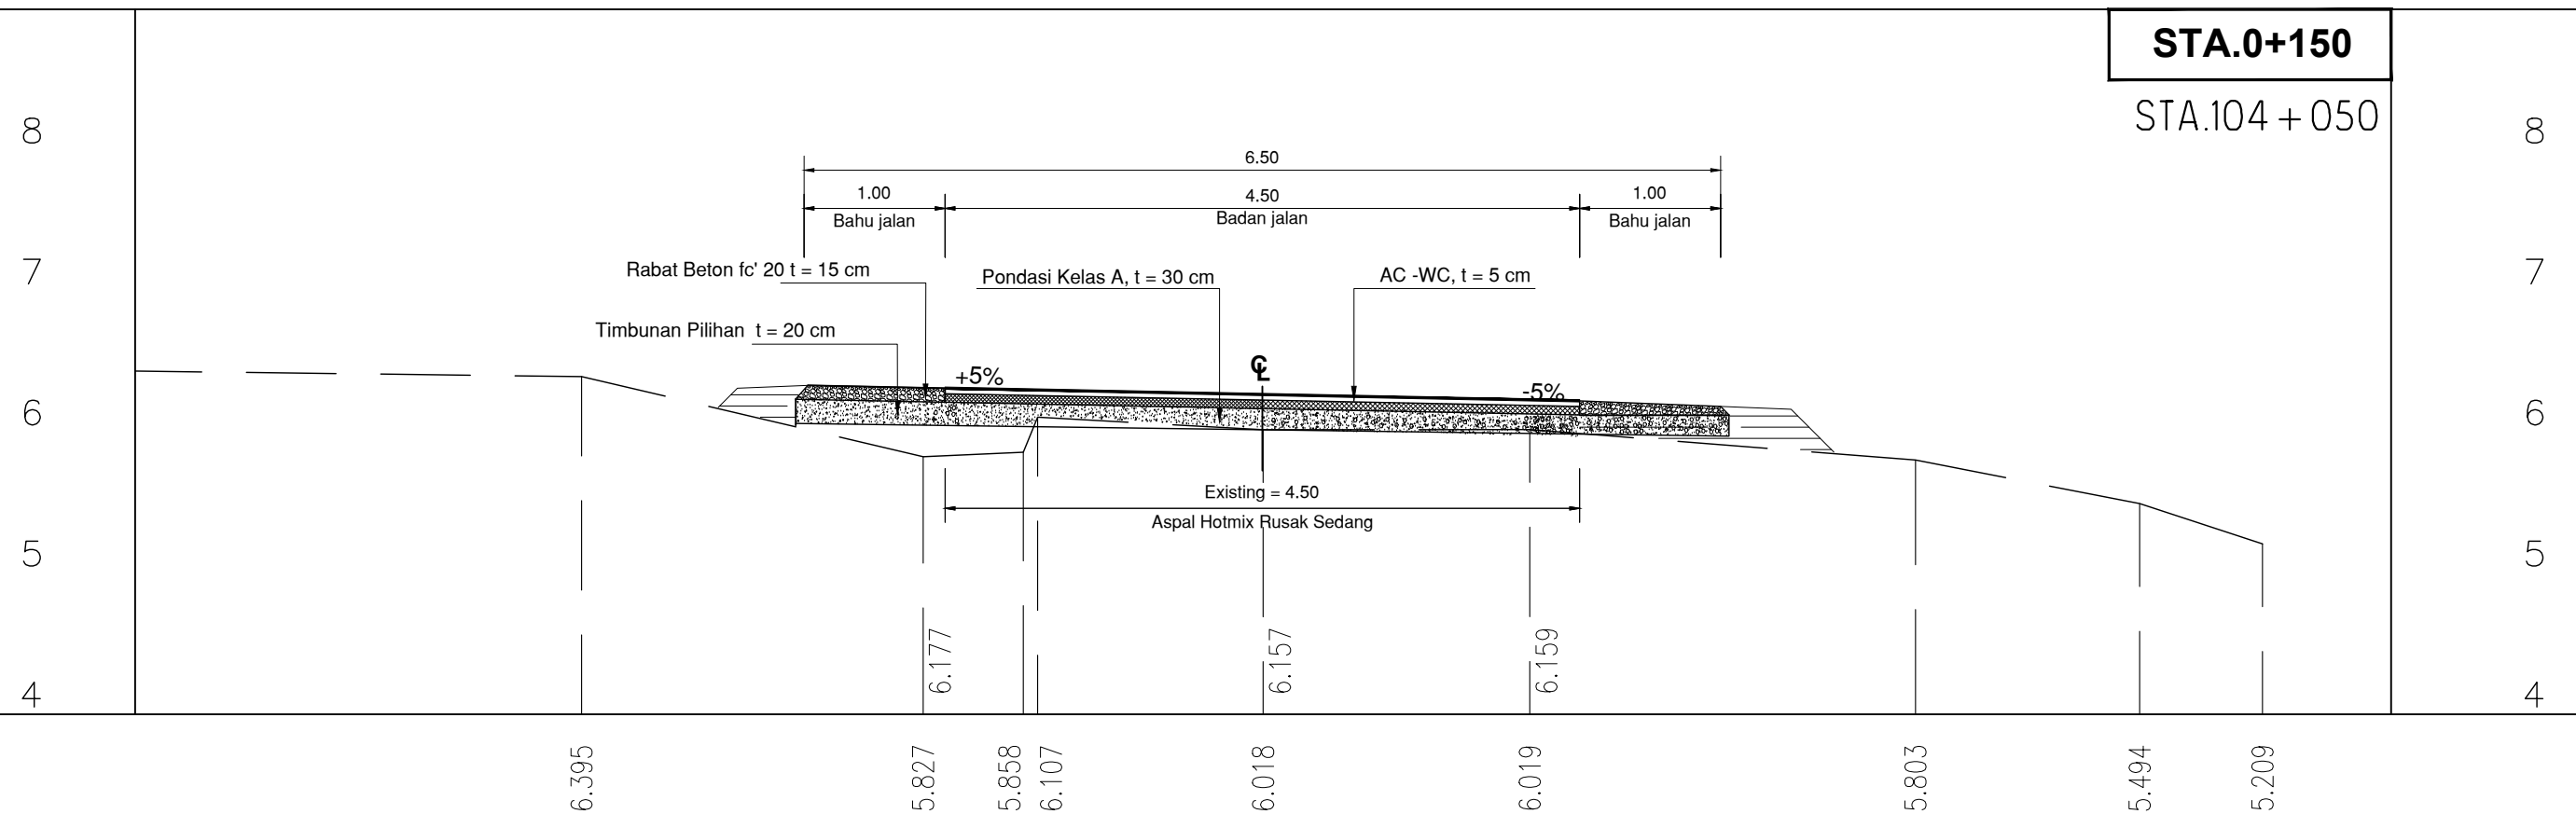 STA.0+150
STA.104+050
8
8
6.50
1.00
4.50
1.00
Bahu jalan
Badan jalan
Bahu jalan
7
7
Rabat Beton fc' 20 t = 15 cm
Pondasi Kelas A, t = 30 cm
AC -WC, t = 5 cm
Timbunan Pilihan t = 20 cm
+5%
℄
-5%
6
6
Existing = 4.50
Aspal Hotmix Rusak Sedang
5
5
6.177
6.157
6.159
4
4
6.395
5.827
5.858
6.107
6.018
6.019
5.803
5.494
5.209